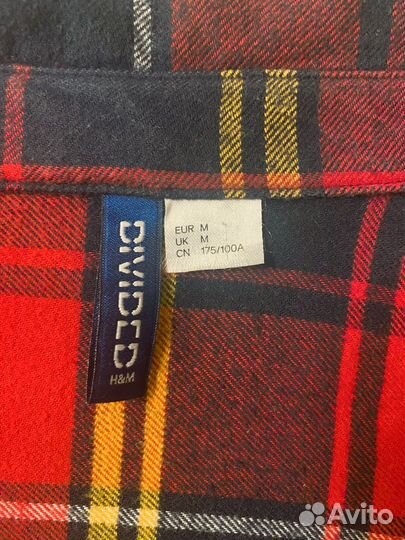 DIVIDED
H&M
EUR M
UK M
CN 175/100A
Avito